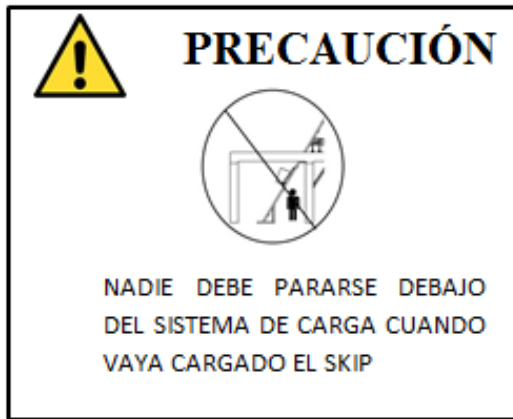 PRECAUCIÓN
NADIE DEBE PARARSE DEBAJO
DEL SISTEMA DE CARGA CUANDO
VAYA CARGADO EL SKIP